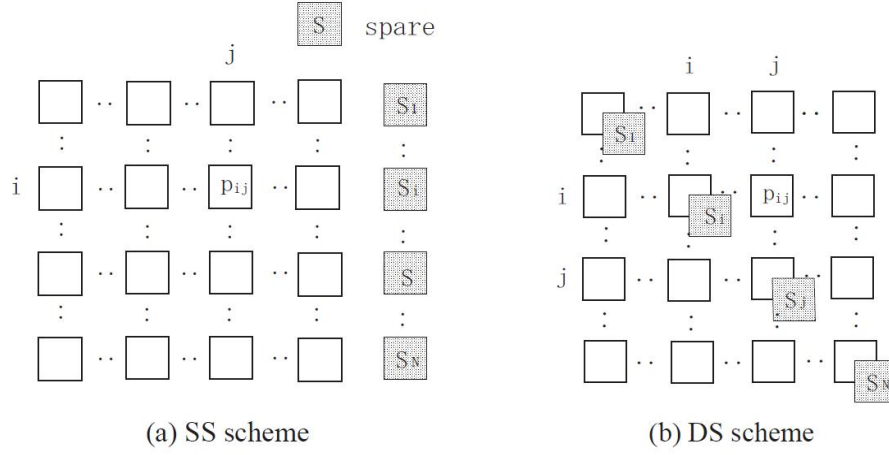 S spare
j
S1
i pij Si
S
SN
(a) SS scheme
i j
S1
i Si pij
j Sj
SN
(b) DS scheme